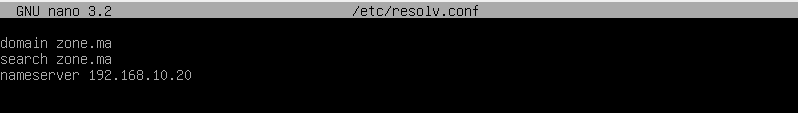 GNU nano 3.2 /etc/resolv.conf
domain zone.ma
search zone.ma
nameserver 192.168.10.20